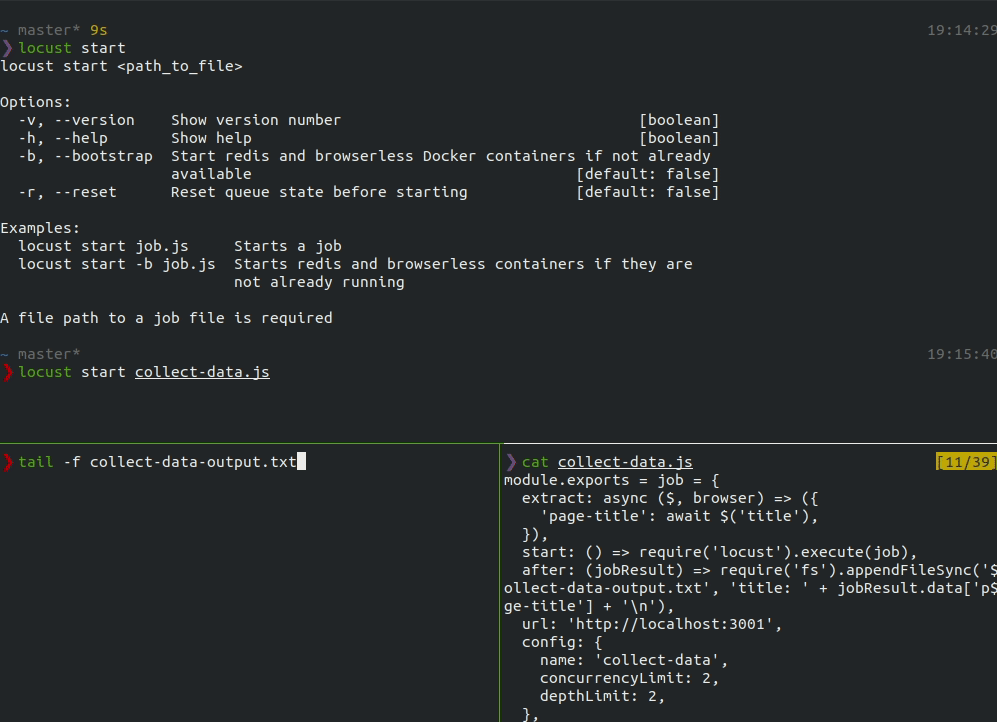 ~ master* 9s 19:14:29
❯ locust start
locust start <path_to_file>
Options:
-v, --version Show version number [boolean]
-h, --help Show help [boolean]
-b, --bootstrap Start redis and browserless Docker containers if not already
available [default: false]
-r, --reset Reset queue state before starting [default: false]
Examples:
locust start job.js Starts a job
locust start -b job.js Starts redis and browserless containers if they are
not already running
A file path to a job file is required
~ master* 19:15:40
❯ locust start collect-data.js
❯ tail -f collect-data-output.txt
❯ cat collect-data.js [11/39]
module.exports = job = {
extract: async ($, browser) => ({
'page-title': await $('title'),
}),
start: () => require('locust').execute(job),
after: (jobResult) => require('fs').appendFileSync('$
ollect-data-output.txt', 'title: ' + jobResult.data['p$
ge-title'] + '\n'),
url: 'http://localhost:3001',
config: {
name: 'collect-data',
concurrencyLimit: 2,
depthLimit: 2,
},